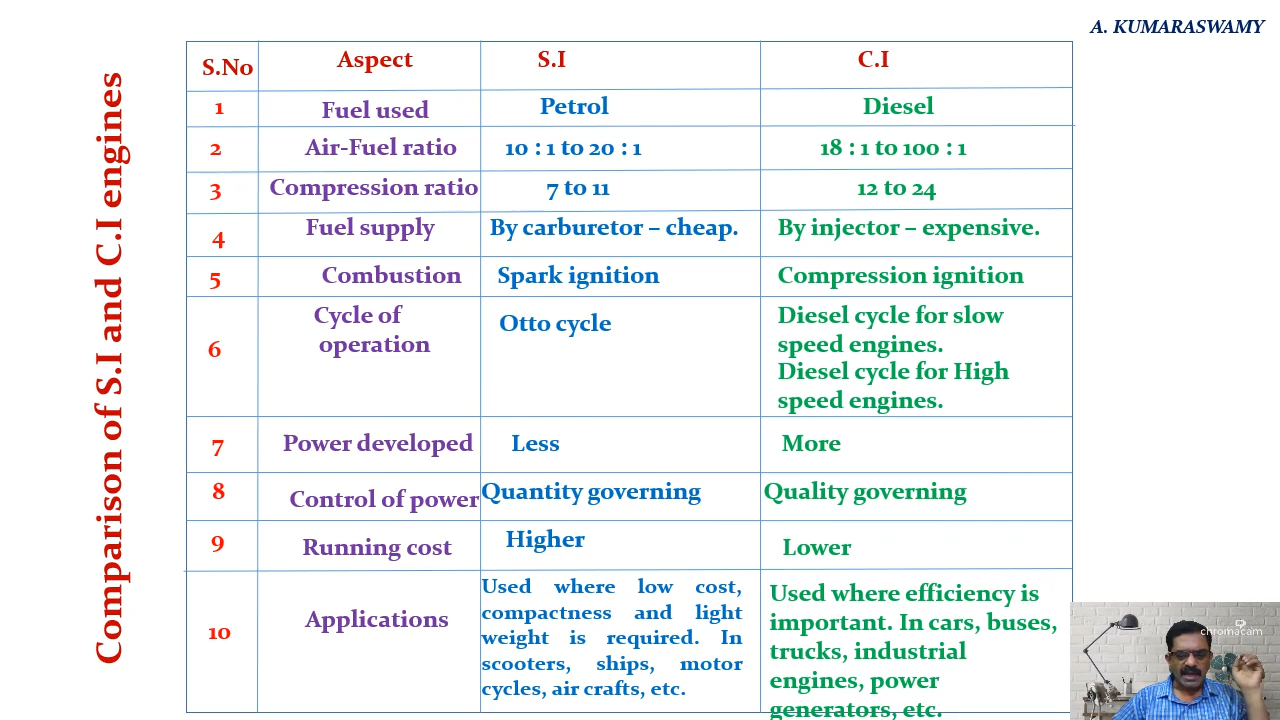 A. KUMARASWAMY
Comparison of S.I and C.I engines
S.No Aspect S.I C.I
1 Fuel used Petrol Diesel
2 Air-Fuel ratio 10 : 1 to 20 : 1 18 : 1 to 100 : 1
3 Compression ratio 7 to 11 12 to 24
4 Fuel supply By carburetor – cheap. By injector – expensive.
5 Combustion Spark ignition Compression ignition
6 Cycle of
operation
Otto cycle
Diesel cycle for slow
speed engines.
Diesel cycle for High
speed engines.
7 Power developed Less More
8 Control of power Quantity governing Quality governing
9 Running cost Higher Lower
10 Applications
Used where low cost,
compactness and light
weight is required. In
scooters, ships, motor
cycles, air crafts, etc.
Used where efficiency is
important. In cars, buses,
trucks, industrial
engines, power
generators, etc.
chromacam